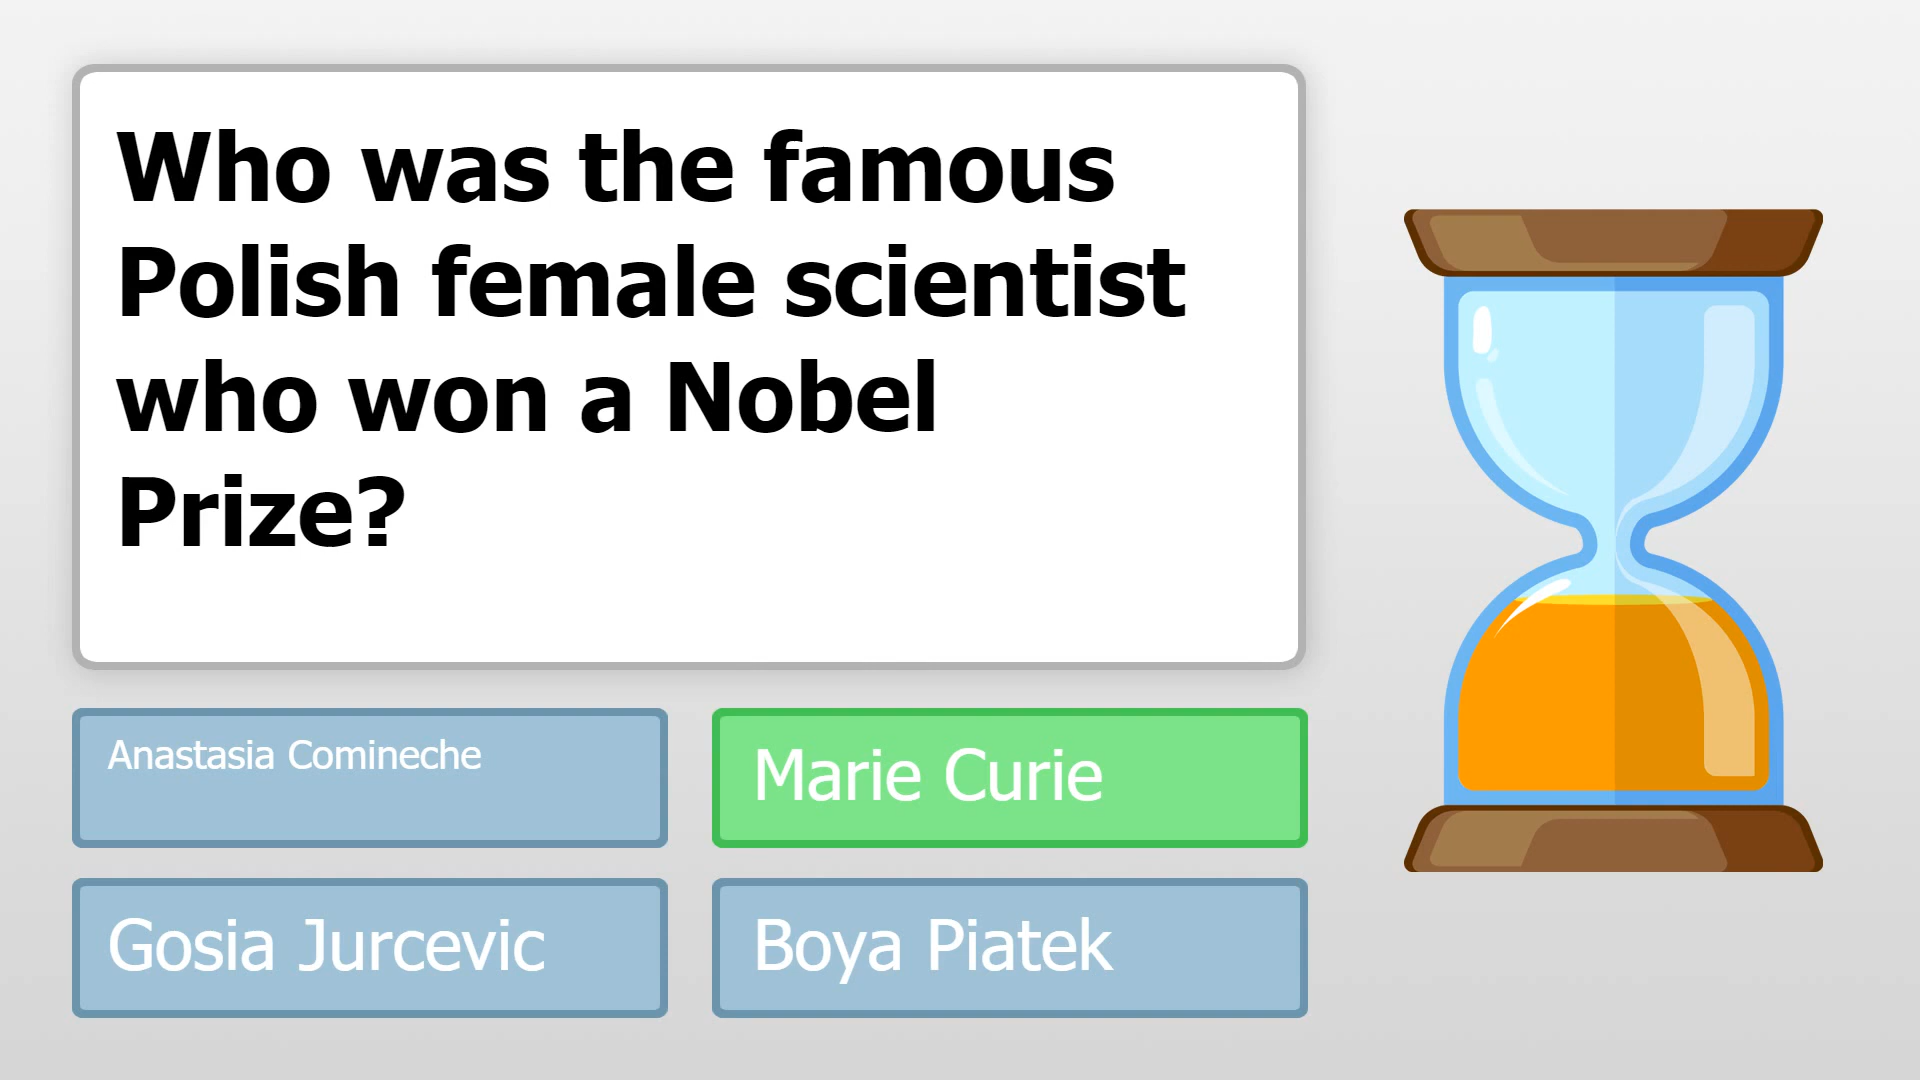 Who was the famous
Polish female scientist
who won a Nobel
Prize?
Anastasia Comineche
Marie Curie
Gosia Jurcevic
Boya Piatek